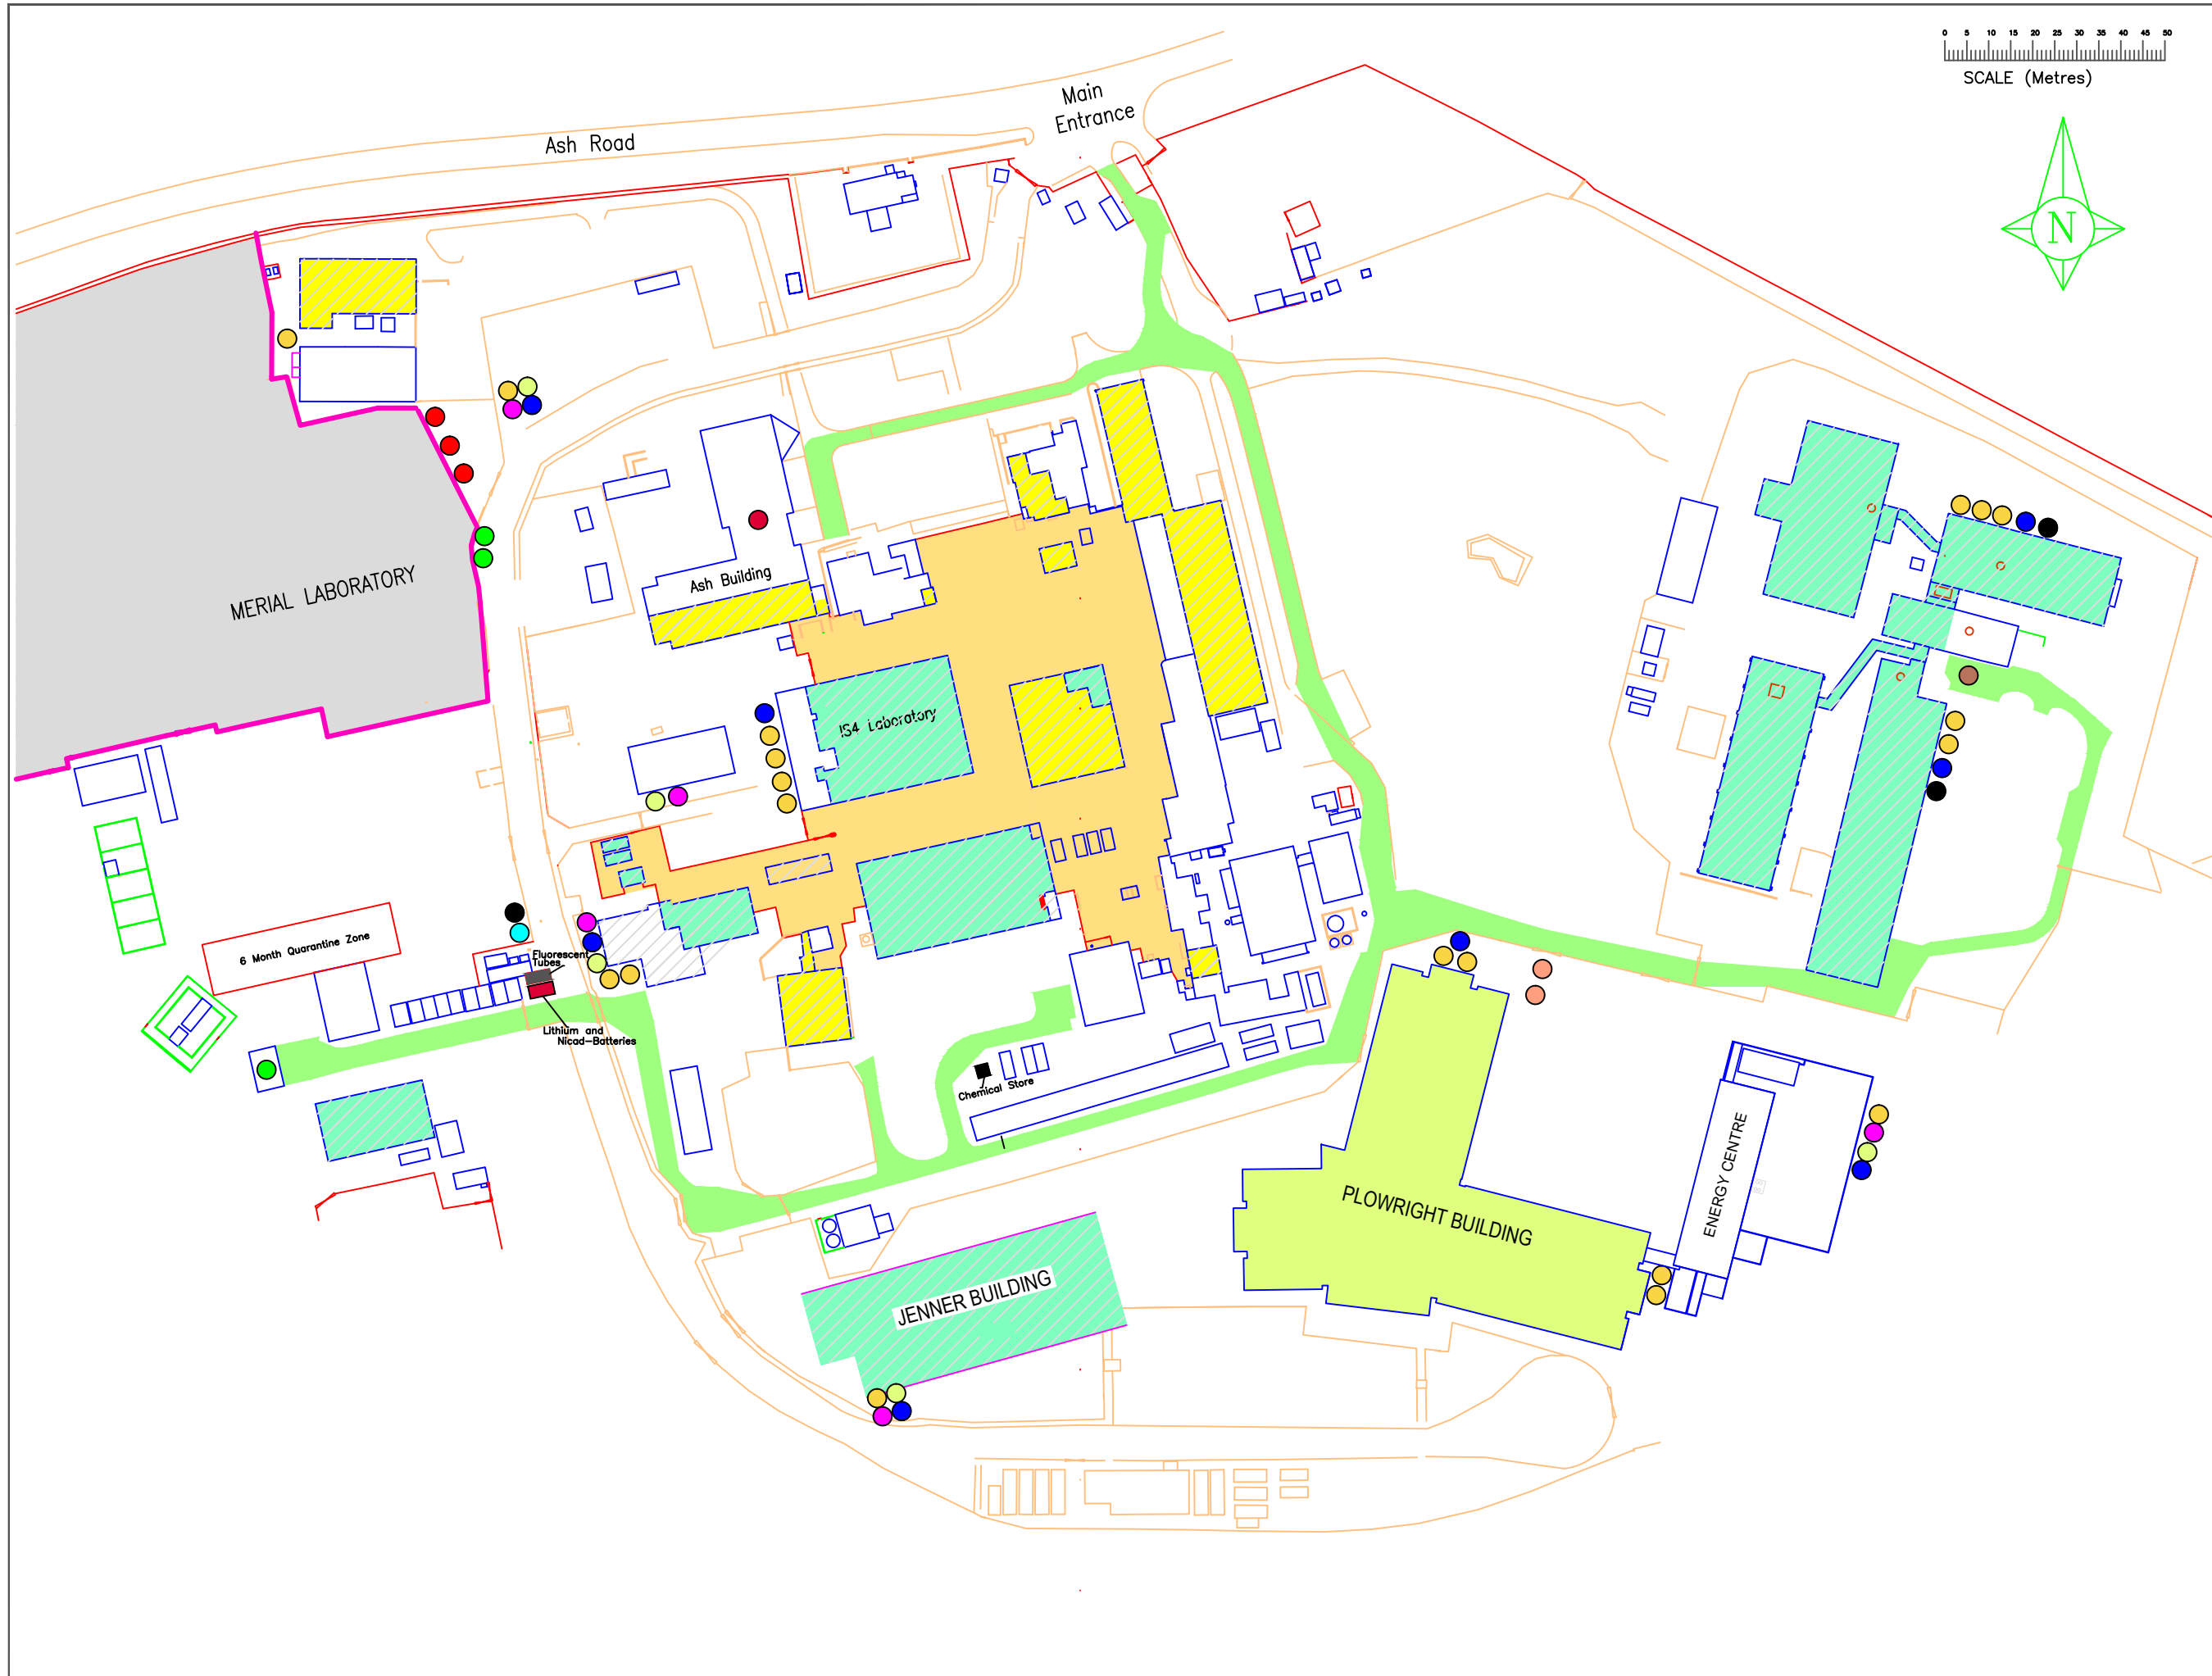 0 5 10 15 20 25 30 35 40 45 50
SCALE (Metres)
Main
Entrance
Ash Road
N
MERIAL LABORATORY
Ash Building
IS4 Laboratory
6 Month Quarantine Zone
Fluorescent
Tubes
Lithium and
Nicad-Batteries
Chemical Store
PLOWRIGHT BUILDING
ENERGY CENTRE
JENNER BUILDING